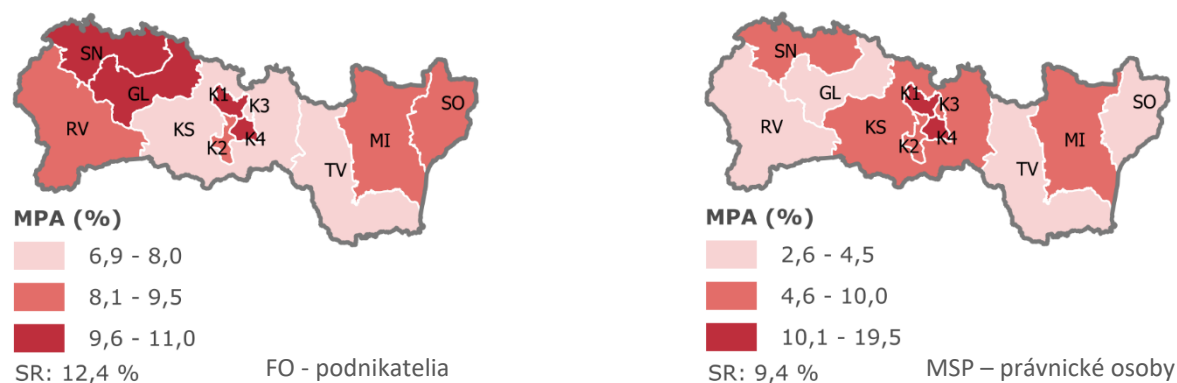 SN
GL
K1
K3
SO
RV
KS
K4
K2
MI
TV
MPA (%)
6,9 - 8,0
8,1 - 9,5
9,6 - 11,0
SR: 12,4 %
FO - podnikatelia
SN
GL
K1
K3
SO
RV
KS
K4
K2
MI
TV
MPA (%)
2,6 - 4,5
4,6 - 10,0
10,1 - 19,5
SR: 9,4 %
MSP – právnické osoby